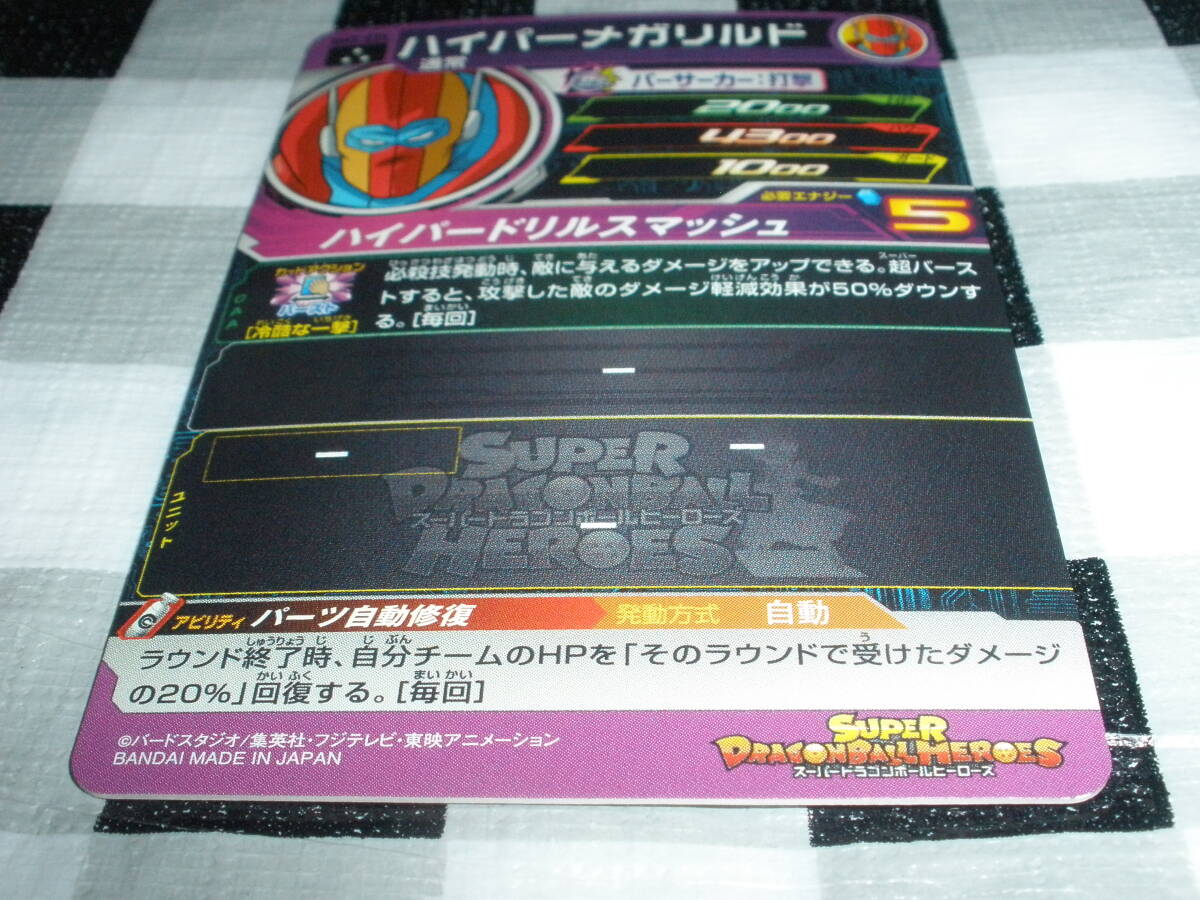 ハイパーメガリルド
通常
バーサーカー:打撃
2000
パワー
4300
ガード
1000
必要エナジー
5
ハイパードリルスマッシュ
CAA
カードアクション
バースト
[冷酷な一撃]
必殺技発動時、敵に与えるダメージをアップできる。超バース
トすると、攻撃した敵のダメージ軽減効果が50%ダウンす
る。[毎回]
ー
ー
ー
ー
ユニット
SUPER
DRAGONBALL
スーパードラゴンボールヒーローズ
HEROES
アビリティ パーツ自動修復 発動方式 自動
ラウンド終了時、自分チームのHPを「そのラウンドで受けたダメージ
の20%」回復する。[毎回]
©バードスタジオ/集英社・フジテレビ・東映アニメーション
BANDAI MADE IN JAPAN
SUPER
DRAGONBALL HEROES
スーパードラゴンボールヒーローズ